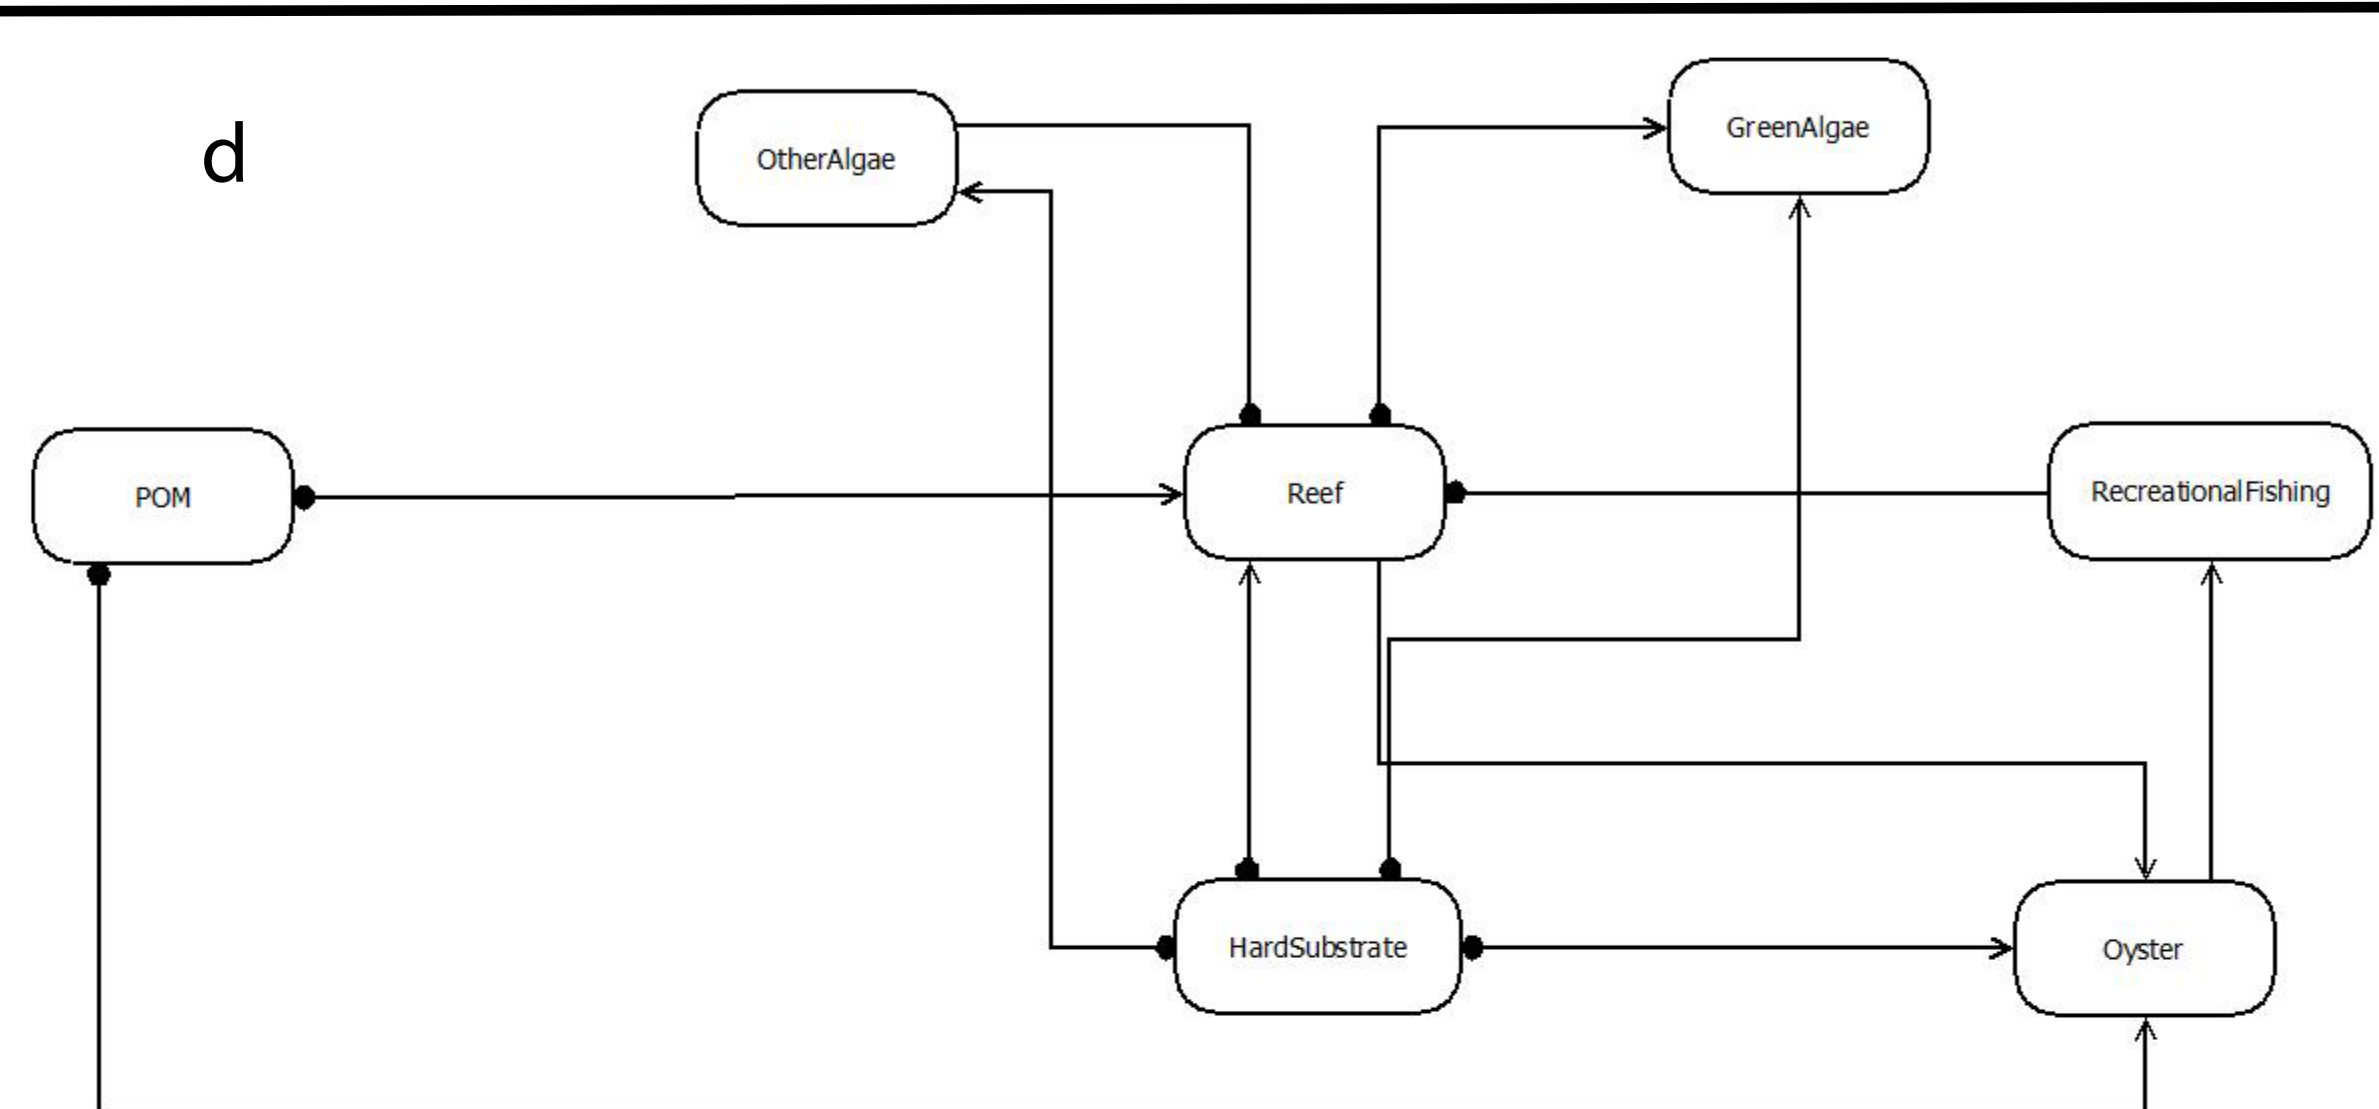 d
OtherAlgae
GreenAlgae
POM
Reef
RecreationalFishing
HardSubstrate
Oyster